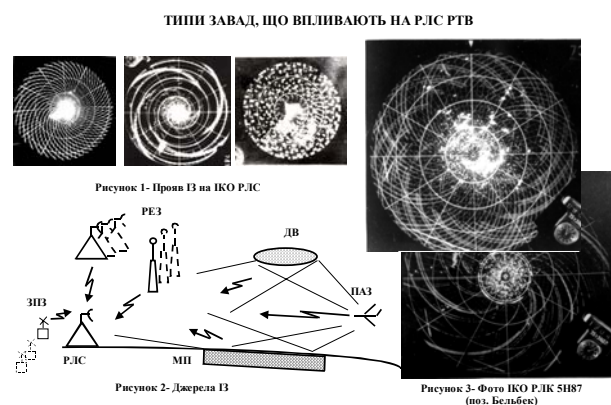 ТИПИ ЗАВАД, ЩО ВПЛИВАЮТЬ НА РЛС РТВ
Рисунок 1- Прояв ІЗ на ІКО РЛС
РЕЗ
ДВ
ЗПЗ
ПАЗ
РЛС
МП
Рисунок 2- Джерела ІЗ
Рисунок 3- Фото ІКО РЛК 5Н87
(поз. Бельбек)